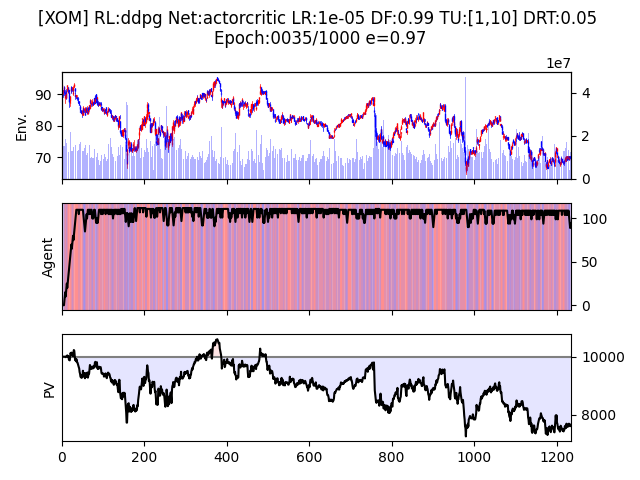 [XOM] RL:ddpg Net:actorcritic LR:1e-05 DF:0.99 TU:[1,10] DRT:0.05
Epoch:0035/1000 e=0.97
1e7
Env.
90
80
70
4
2
0
Agent
100
50
0
PV
10000
8000
0 200 400 600 800 1000 1200